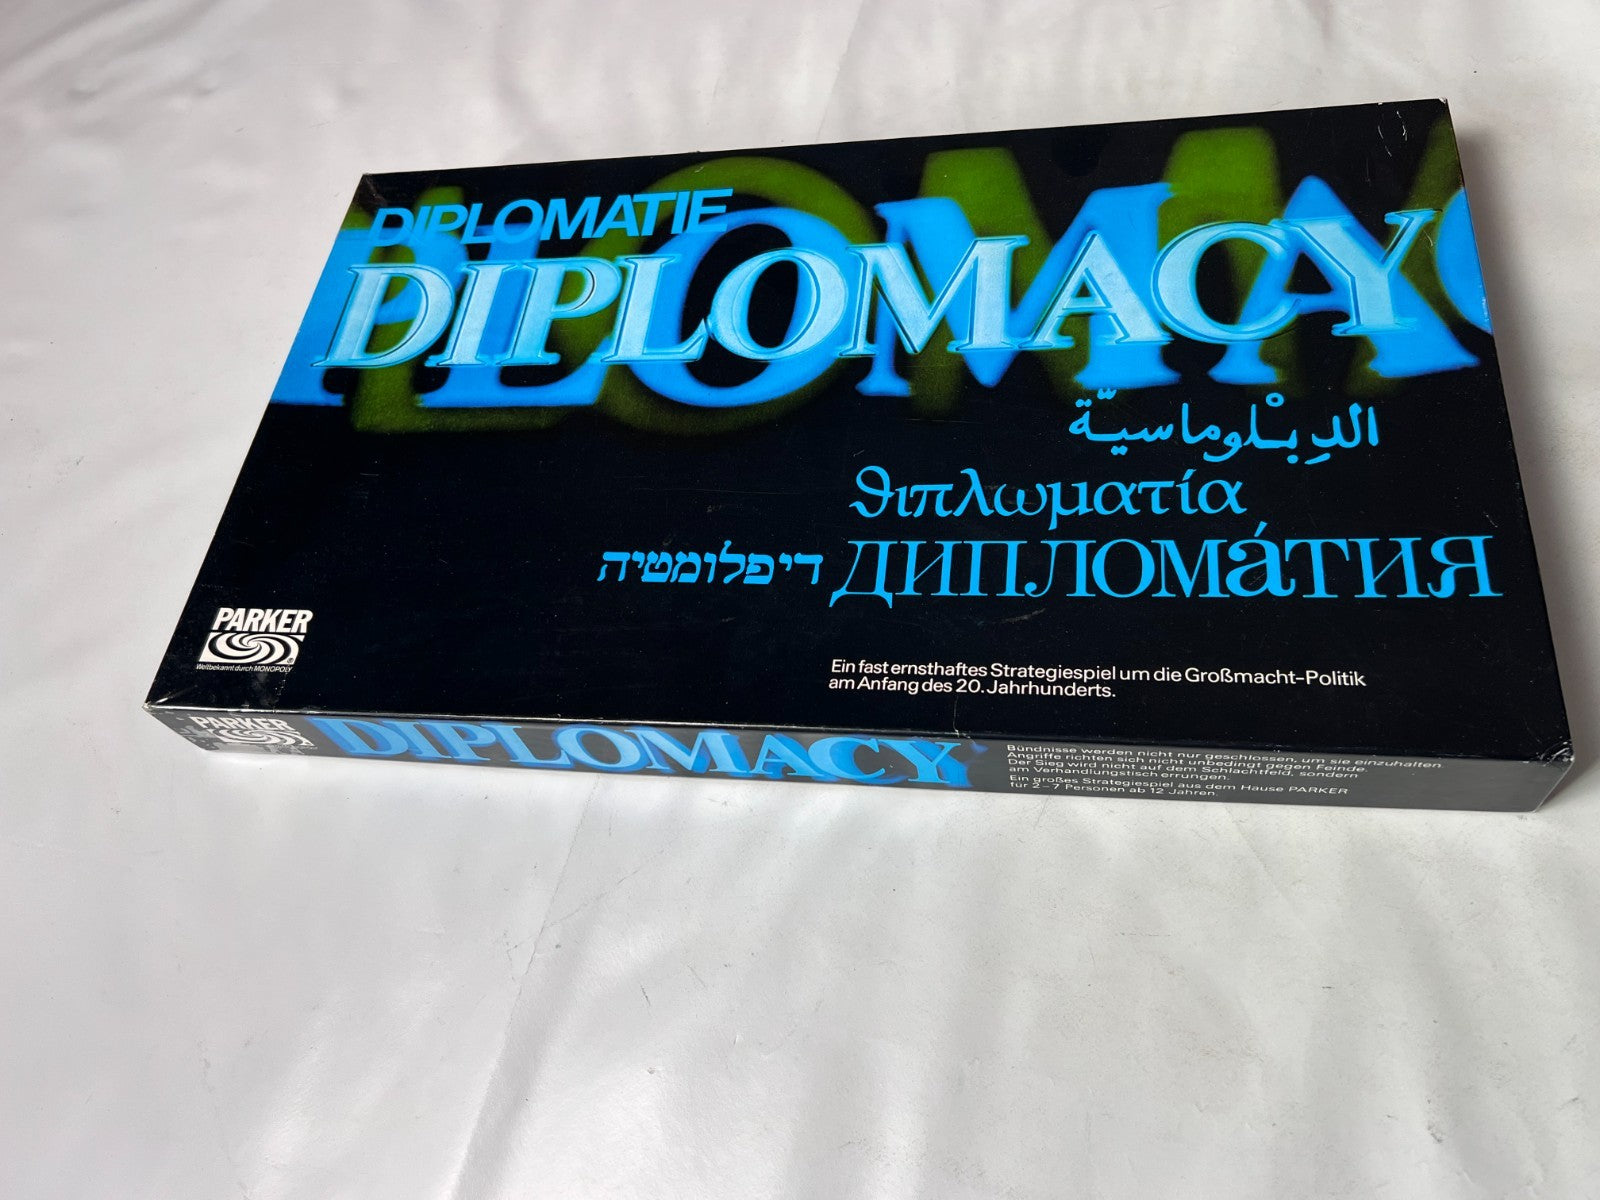 DIPLOMATIE
DIPLOMACY
الدِبْلوماسيّة
ϑιπλωματία
דיפלומטיה ДИПЛОМáТИЯ
PARKER
Weltbekannt durch MONOPOLY
Ein fast ernsthaftes Strategiespiel um die Großmacht-Politik
am Anfang des 20. Jahrhunderts.
PARKER
DIPLOMACY
Bündnisse werden nicht nur geschlossen, um sie einzuhalten.
Angriffe richten sich nicht unbedingt gegen Feinde.
Der Sieg wird nicht auf dem Schlachtfeld, sondern
am Verhandlungstisch errungen.
Ein großes Strategiespiel aus dem Hause PARKER
für 2–7 Personen ab 12 Jahren.